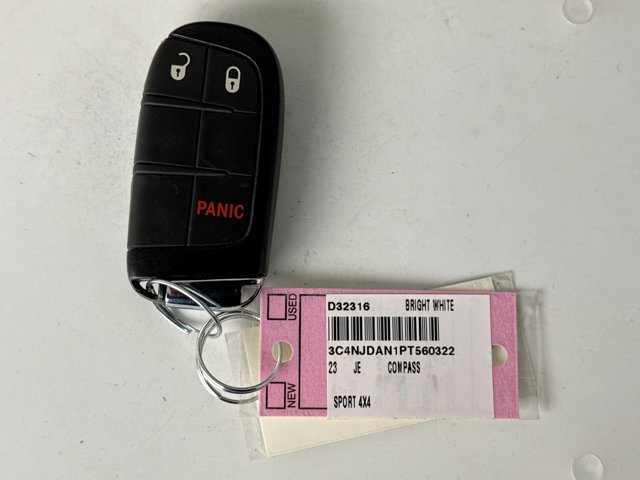 PANIC
USED
NEW
D32316 BRIGHT WHITE
3C4NJDAN1PT560322
23 JE COMPASS
SPORT 4X4